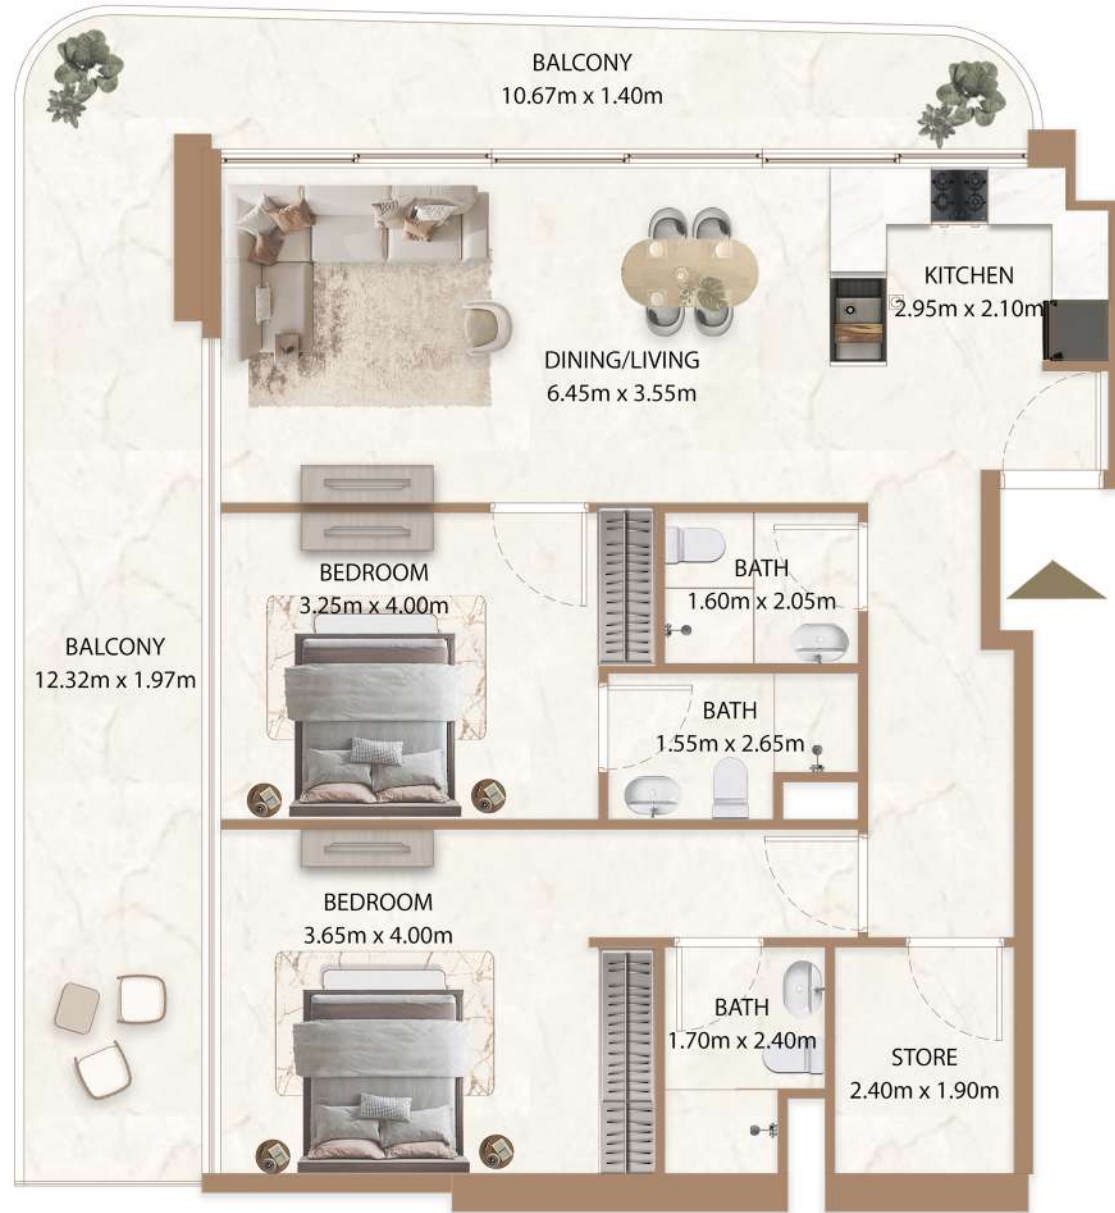 BALCONY
10.67m x 1.40m
KITCHEN
2.95m x 2.10m
DINING/LIVING
6.45m x 3.55m
BEDROOM
3.25m x 4.00m
BATH
1.60m x 2.05m
BALCONY
12.32m x 1.97m
BATH
1.55m x 2.65m
BEDROOM
3.65m x 4.00m
BATH
1.70m x 2.40m
STORE
2.40m x 1.90m